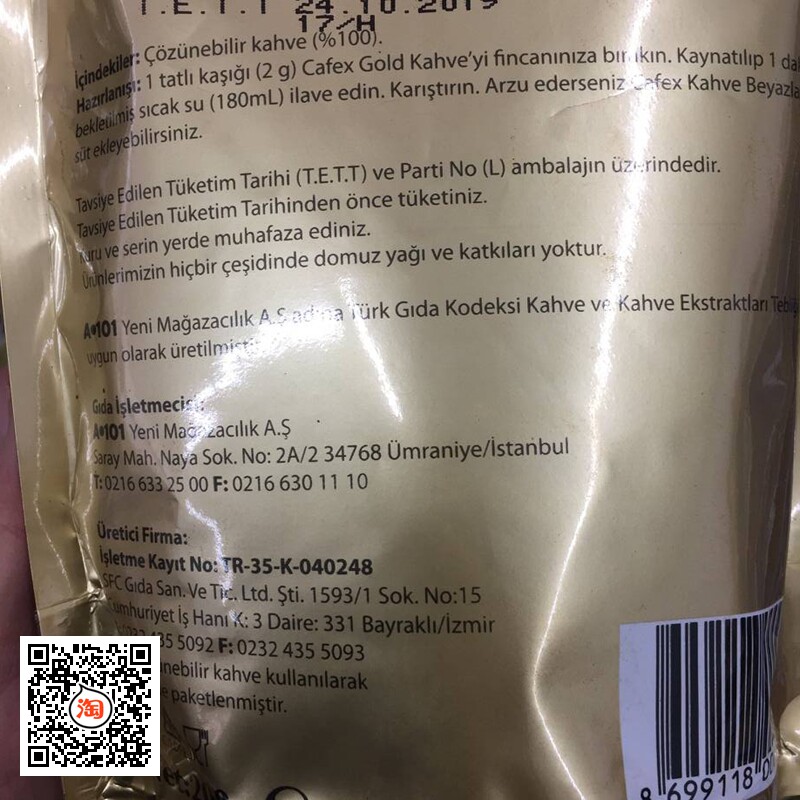 T.E.T.T 24.10.2019
17/H
İçindekiler: Çözünebilir kahve (%100).
Hazırlanışı: 1 tatlı kaşığı (2 g) Cafex Gold Kahve'yi fincanınıza bırakın. Kaynatılıp 1 da
bekletilmiş sıcak su (180mL) ilave edin. Karıştırın. Arzu ederseniz Cafex Kahve Beyazla
süt ekleyebilirsiniz.
Tavsiye Edilen Tüketim Tarihi (T.E.T.T) ve Parti No (L) ambalajın üzerindedir.
Tavsiye Edilen Tüketim Tarihinden önce tüketiniz.
Kuru ve serin yerde muhafaza ediniz.
Ürünlerimizin hiçbir çeşidinde domuz yağı ve katkıları yoktur.
A101 Yeni Mağazacılık A.Ş adına Türk Gıda Kodeksi Kahve ve Kahve Ekstraktları Tebliğ
uygun olarak üretilmiştir.
Gıda İşletmecisi:
A101 Yeni Mağazacılık A.Ş
Saray Mah. Naya Sok. No: 2A/2 34768 Ümraniye/İstanbul
T: 0216 633 25 00 F: 0216 630 11 10
Üretici Firma:
İşletme Kayıt No: TR-35-K-040248
SFC Gıda San. Ve Tic. Ltd. Şti. 1593/1 Sok. No:15
Cumhuriyet İş Hanı K: 3 Daire: 331 Bayraklı/İzmir
0232 435 5092 F: 0232 435 5093
nebilir kahve kullanılarak
paketlenmiştir.
淘
8 699118